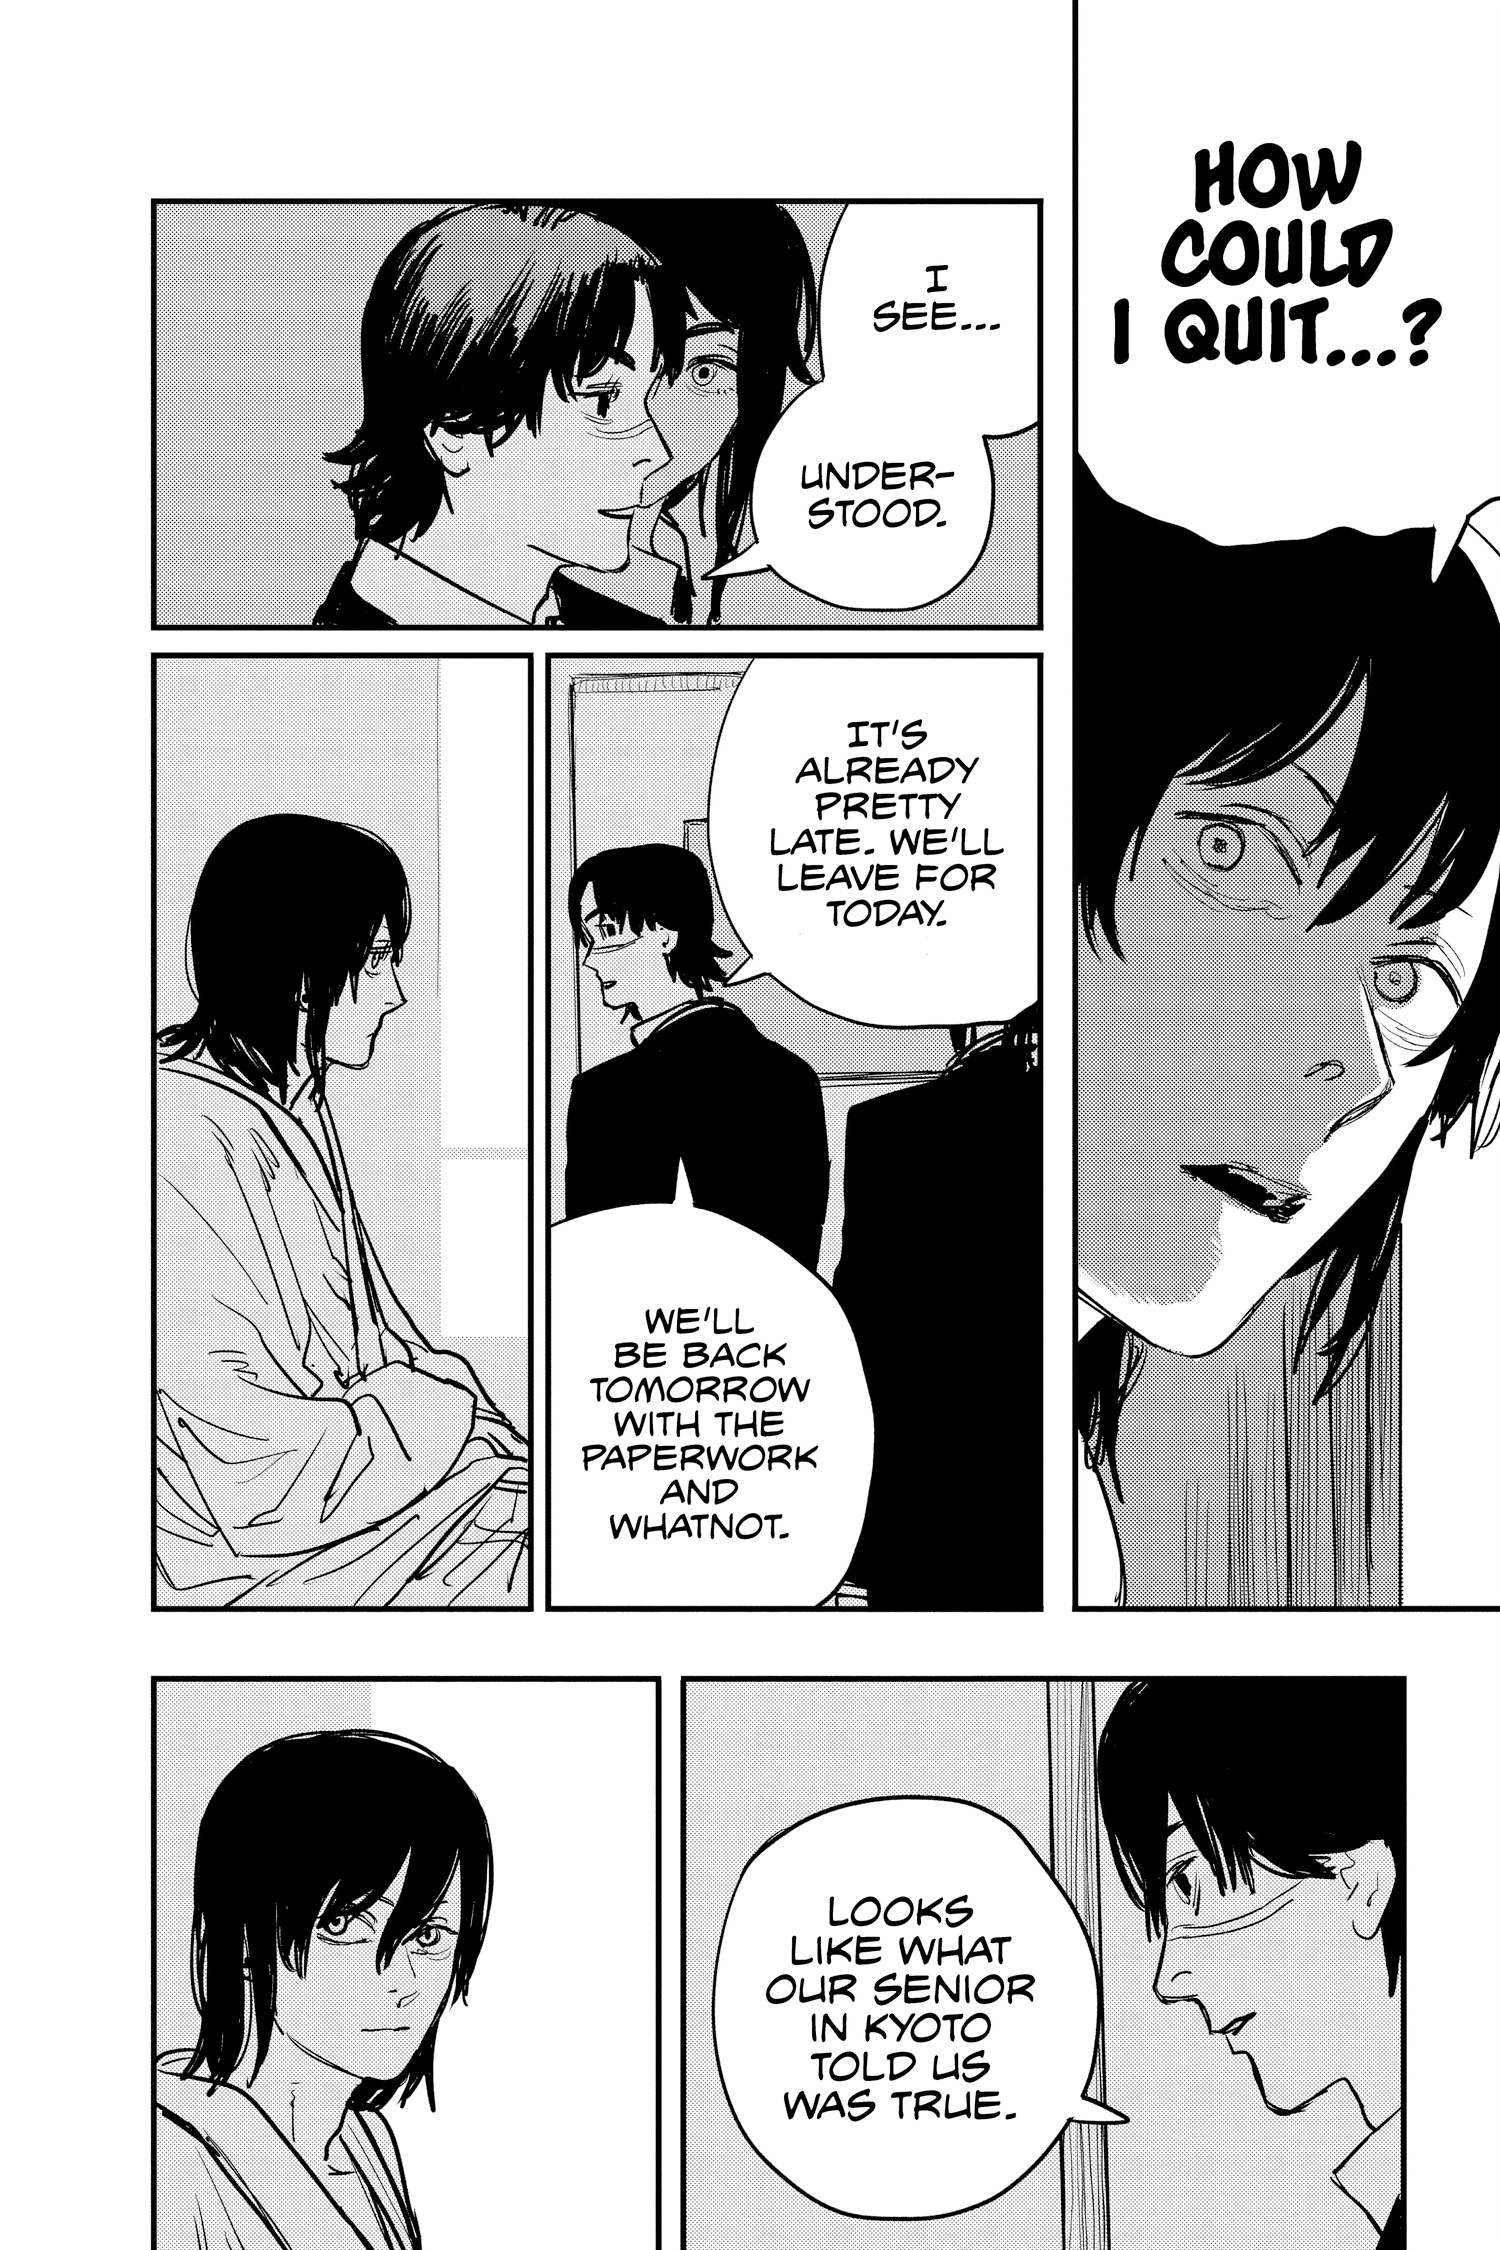 HOW
COULD
I QUIT...?
I
SEE...
UNDER-
STOOD.
IT'S
ALREADY
PRETTY
LATE. WE'LL
LEAVE FOR
TODAY.
WE'LL
BE BACK
TOMORROW
WITH THE
PAPERWORK
AND
WHATNOT.
LOOKS
LIKE WHAT
OUR SENIOR
IN KYOTO
TOLD US
WAS TRUE.